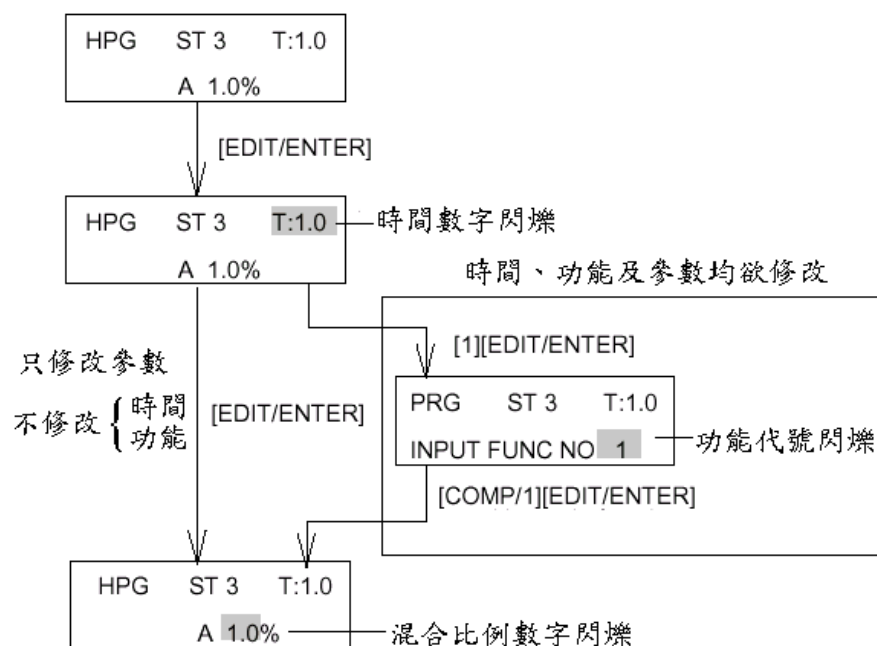 HPG ST 3 T:1.0
A 1.0%
[EDIT/ENTER]
HPG ST 3 T:1.0
時間數字閃爍
A 1.0%
時間、功能及參數均欲修改
[1][EDIT/ENTER]
只修改參數
不修改{時間
功能
[EDIT/ENTER]
PRG ST 3 T:1.0
INPUT FUNC NO 1
功能代號閃爍
[COMP/1][EDIT/ENTER]
HPG ST 3 T:1.0
A 1.0%
混合比例數字閃爍